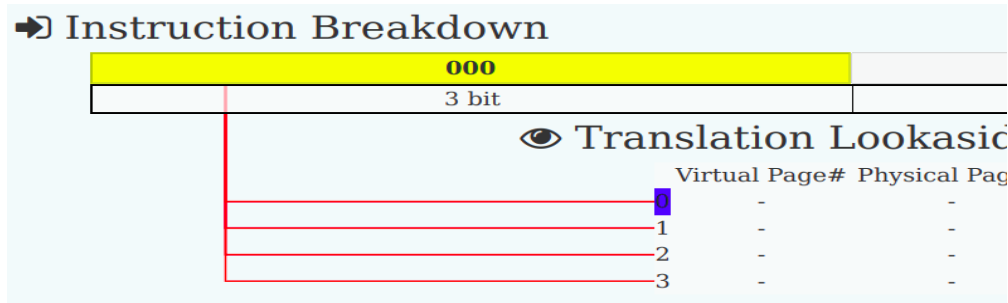 Instruction Breakdown
000
3 bit
Translation Lookasid
Virtual Page# Physical Pag
0 - -
1 - -
2 - -
3 - -